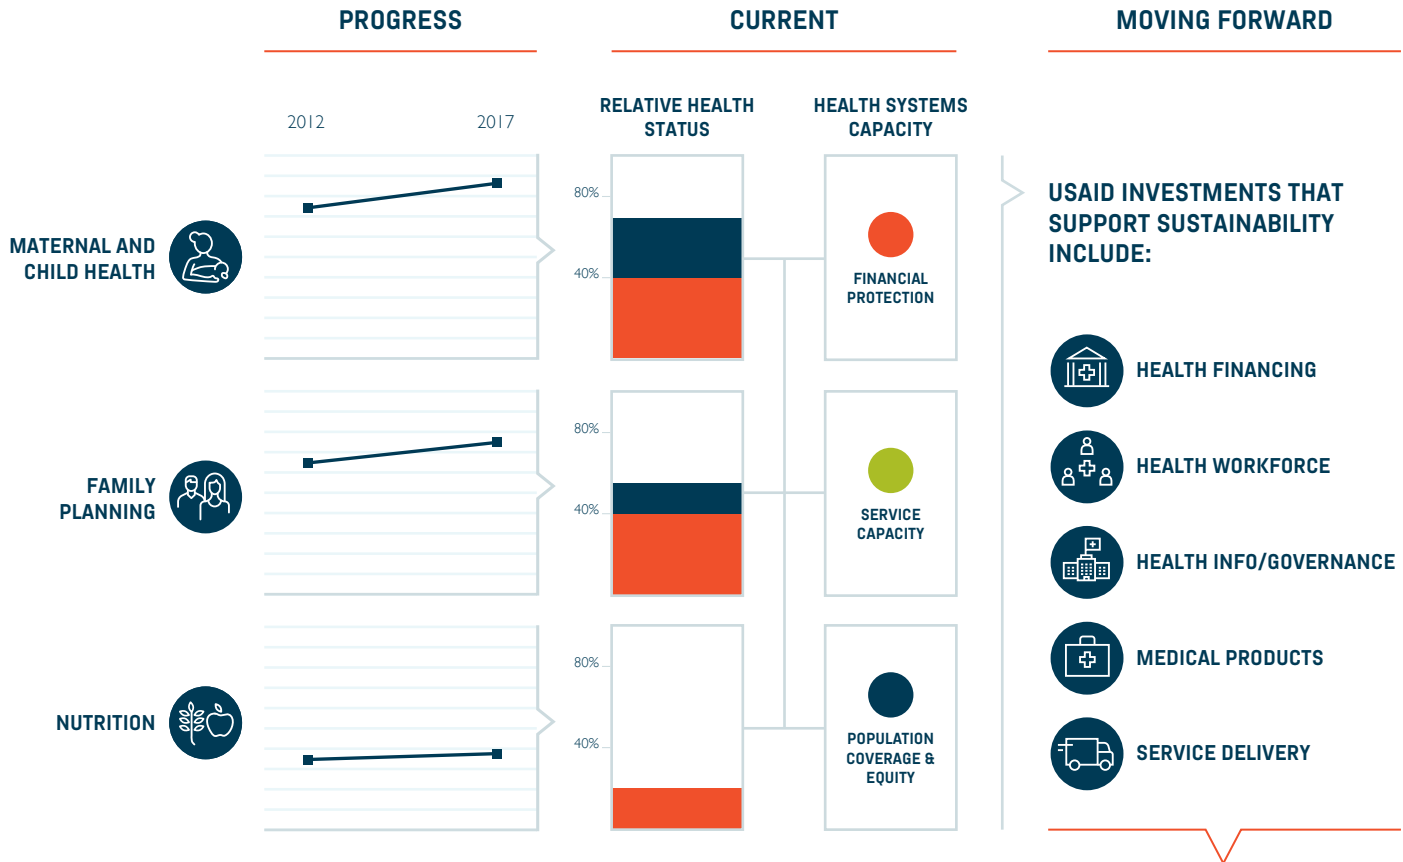 PROGRESS
CURRENT
MOVING FORWARD
2012
2017
RELATIVE HEALTH
STATUS
HEALTH SYSTEMS
CAPACITY
MATERNAL AND
CHILD HEALTH
80%
40%
FINANCIAL
PROTECTION
FAMILY
PLANNING
80%
40%
SERVICE
CAPACITY
NUTRITION
80%
40%
POPULATION
COVERAGE &
EQUITY
USAID INVESTMENTS THAT
SUPPORT SUSTAINABILITY
INCLUDE:
HEALTH FINANCING
HEALTH WORKFORCE
HEALTH INFO/GOVERNANCE
MEDICAL PRODUCTS
SERVICE DELIVERY